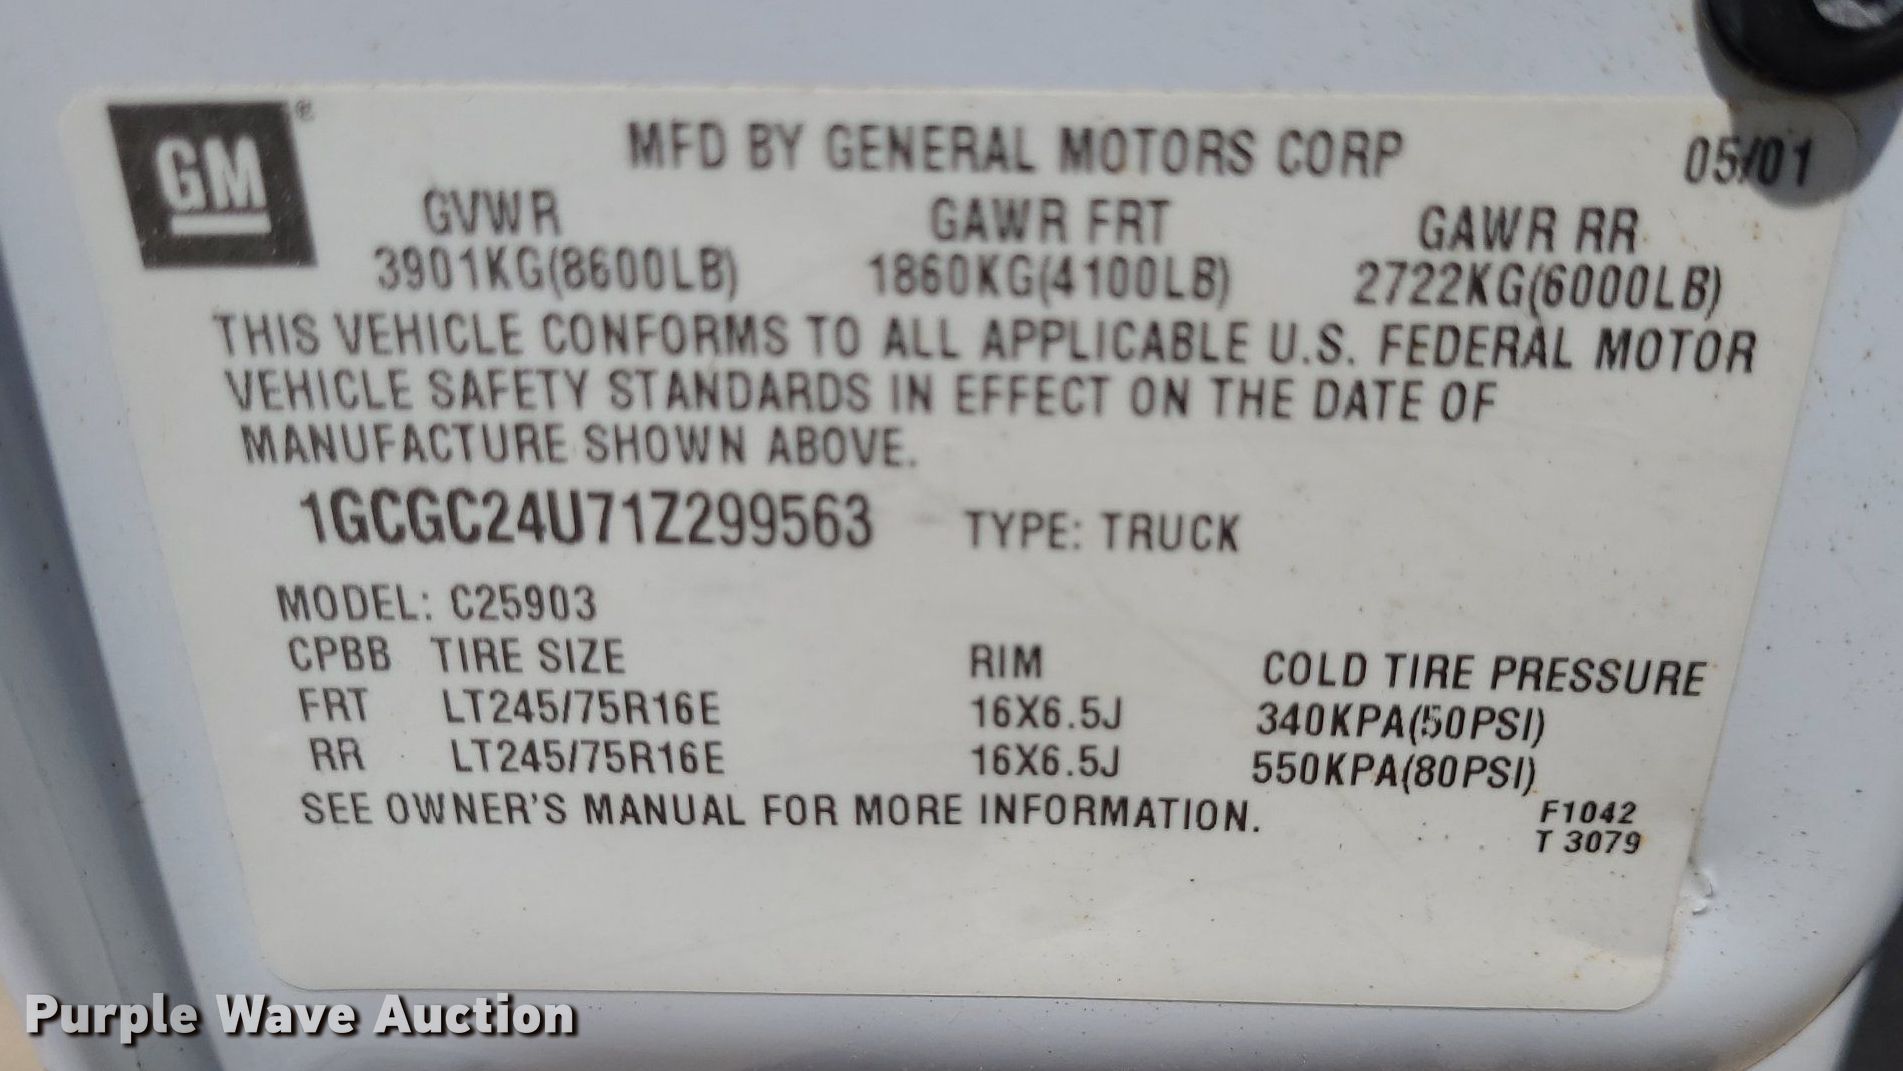 GM ®
MFD BY GENERAL MOTORS CORP 05/01
GVWR GAWR FRT GAWR RR
3901KG(8600LB) 1860KG(4100LB) 2722KG(6000LB)
THIS VEHICLE CONFORMS TO ALL APPLICABLE U.S. FEDERAL MOTOR
VEHICLE SAFETY STANDARDS IN EFFECT ON THE DATE OF
MANUFACTURE SHOWN ABOVE.
1GCGC24U71Z299563 TYPE: TRUCK
MODEL: C25903
CPBB TIRE SIZE RIM COLD TIRE PRESSURE
FRT LT245/75R16E 16X6.5J 340KPA(50PSI)
RR LT245/75R16E 16X6.5J 550KPA(80PSI)
SEE OWNER'S MANUAL FOR MORE INFORMATION.
F1042
T 3079
Purple Wave Auction